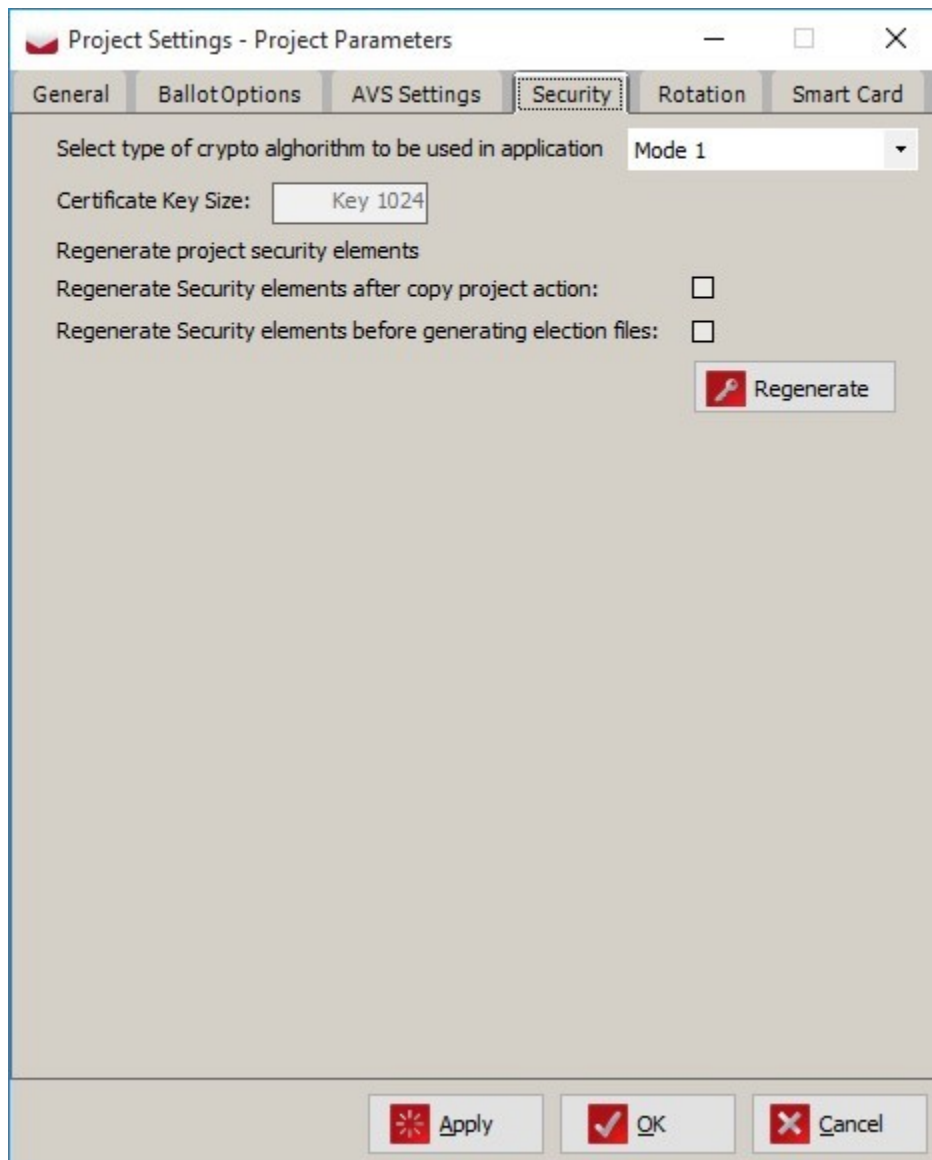 Project Settings - Project Parameters
General BallotOptions AVS Settings Security Rotation Smart Card
Select type of crypto alghorithm to be used in application Mode 1
Certificate Key Size: Key 1024
Regenerate project security elements
Regenerate Security elements after copy project action:
Regenerate Security elements before generating election files:
Regenerate
Apply OK Cancel